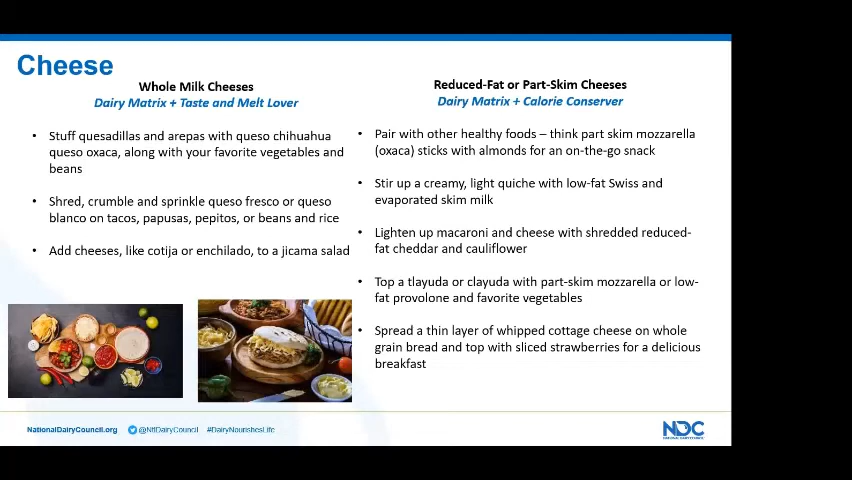 Cheese
Whole Milk Cheeses
Dairy Matrix + Taste and Melt Lover
• Stuff quesadillas and arepas with queso chihuahua
queso oxaca, along with your favorite vegetables and
beans
• Shred, crumble and sprinkle queso fresco or queso
blanco on tacos, papusas, pepitos, or beans and rice
• Add cheeses, like cotija or enchilado, to a jicama salad
Reduced-Fat or Part-Skim Cheeses
Dairy Matrix + Calorie Conserver
• Pair with other healthy foods – think part skim mozzarella
(oxaca) sticks with almonds for an on-the-go snack
• Stir up a creamy, light quiche with low-fat Swiss and
evaporated skim milk
• Lighten up macaroni and cheese with shredded reduced-
fat cheddar and cauliflower
• Top a tlayuda or clayuda with part-skim mozzarella or low-
fat provolone and favorite vegetables
• Spread a thin layer of whipped cottage cheese on whole
grain bread and top with sliced strawberries for a delicious
breakfast
NationalDairyCouncil.org @NtlDairyCouncil #DairyNourishesLife
NDC
NATIONAL DAIRY COUNCIL